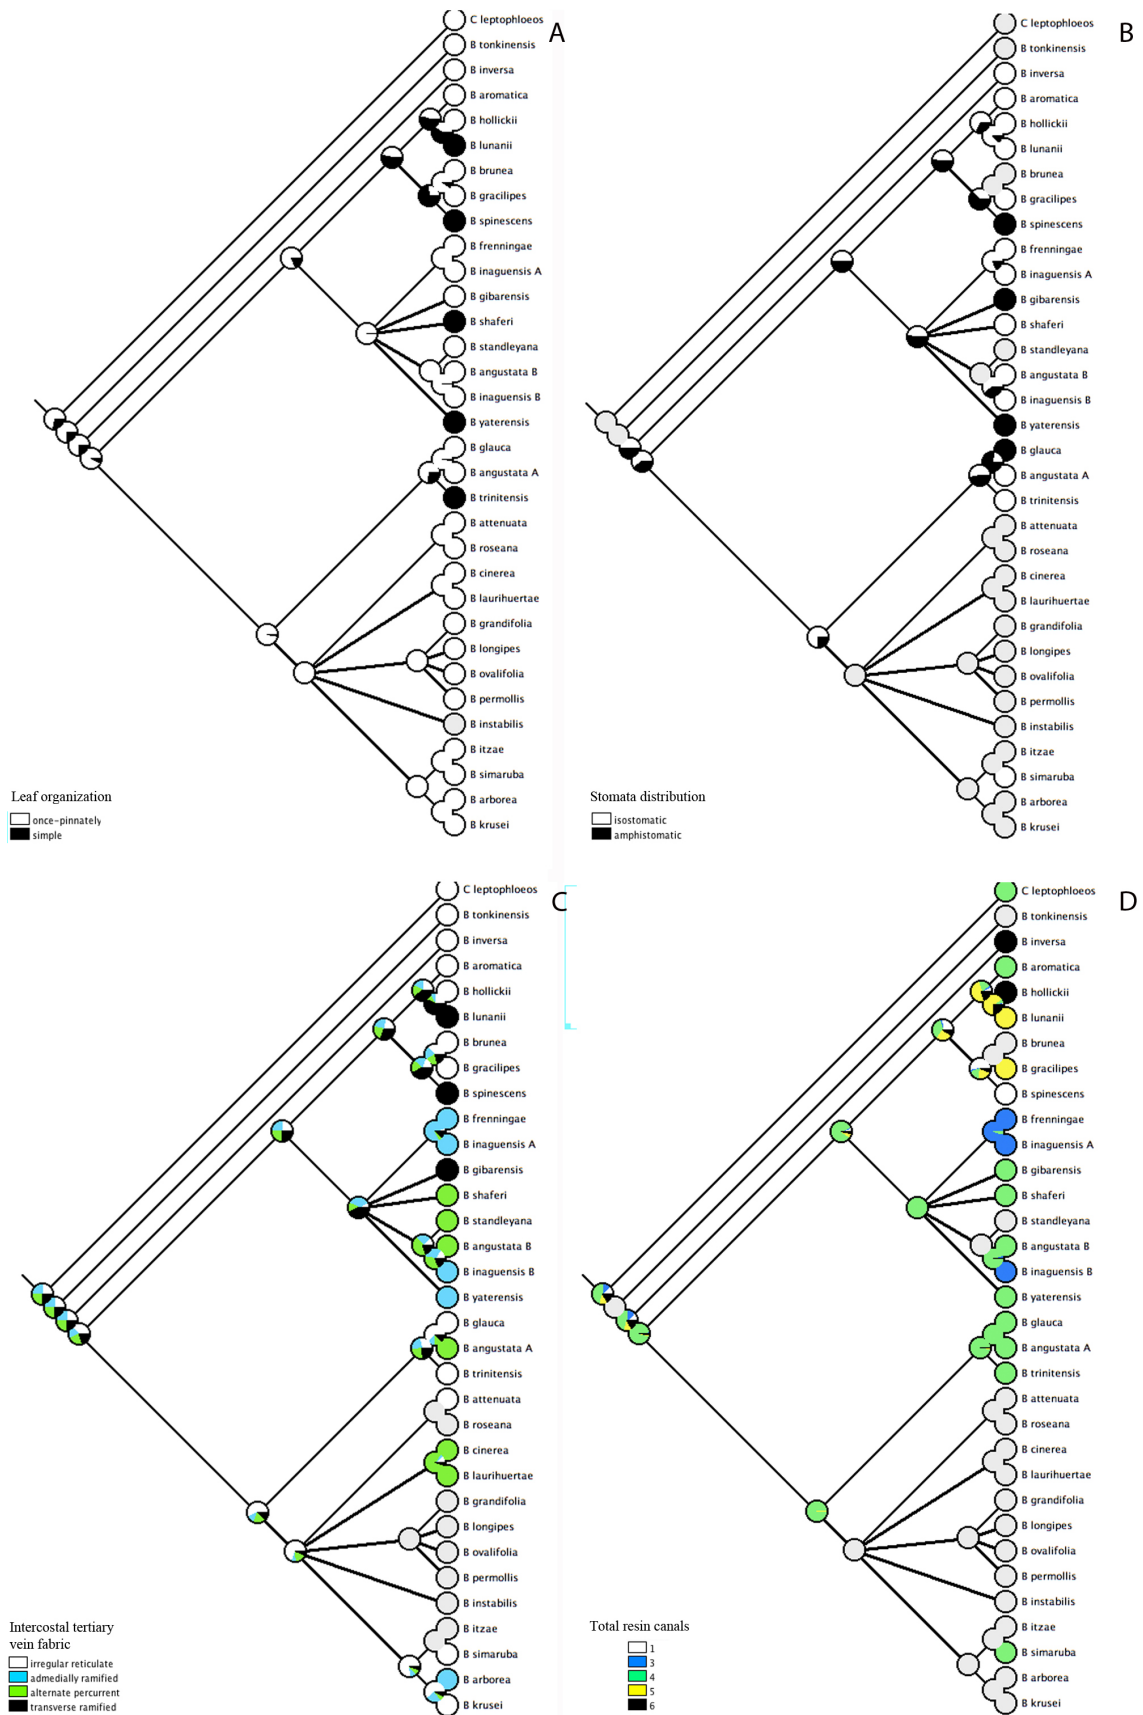 A
C leptophloeos
B tonkinensis
B inversa
B aromatica
B hollickii
B lunanii
B brunea
B gracilipes
B spinescens
B frenningae
B inaguensis A
B gibarensis
B shaferi
B standleyana
B angustata B
B inaguensis B
B yaterensis
B glauca
B angustata A
B trinitensis
B attenuata
B roseana
B cinerea
B laurihuertae
B grandifolia
B longipes
B ovalifolia
B permollis
B instabilis
B itzae
B simaruba
B arborea
B krusei
Leaf organization
once-pinnately
simple
B
C leptophloeos
B tonkinensis
B inversa
B aromatica
B hollickii
B lunanii
B brunea
B gracilipes
B spinescens
B frenningae
B inaguensis A
B gibarensis
B shaferi
B standleyana
B angustata B
B inaguensis B
B yaterensis
B glauca
B angustata A
B trinitensis
B attenuata
B roseana
B cinerea
B laurihuertae
B grandifolia
B longipes
B ovalifolia
B permollis
B instabilis
B itzae
B simaruba
B arborea
B krusei
Stomata distribution
isostomatic
amphistomatic
C
C leptophloeos
B tonkinensis
B inversa
B aromatica
B hollickii
B lunanii
B brunea
B gracilipes
B spinescens
B frenningae
B inaguensis A
B gibarensis
B shaferi
B standleyana
B angustata B
B inaguensis B
B yaterensis
B glauca
B angustata A
B trinitensis
B attenuata
B roseana
B cinerea
B laurihuertae
B grandifolia
B longipes
B ovalifolia
B permollis
B instabilis
B itzae
B simaruba
B arborea
B krusei
Intercostal tertiary
vein fabric
irregular reticulate
admedially ramified
alternate percurrent
transverse ramified
D
C leptophloeos
B tonkinensis
B inversa
B aromatica
B hollickii
B lunanii
B brunea
B gracilipes
B spinescens
B frenningae
B inaguensis A
B gibarensis
B shaferi
B standleyana
B angustata B
B inaguensis B
B yaterensis
B glauca
B angustata A
B trinitensis
B attenuata
B roseana
B cinerea
B laurihuertae
B grandifolia
B longipes
B ovalifolia
B permollis
B instabilis
B itzae
B simaruba
B arborea
B krusei
Total resin canals
1
3
4
5
6